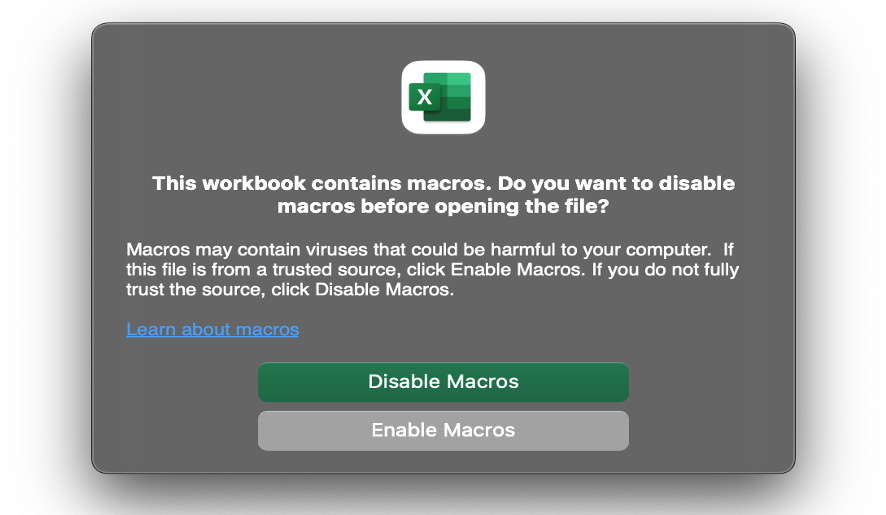 X
This workbook contains macros. Do you want to disable
macros before opening the file?
Macros may contain viruses that could be harmful to your computer.  If
this file is from a trusted source, click Enable Macros. If you do not fully
trust the source, click Disable Macros.
Learn about macros
Disable Macros
Enable Macros